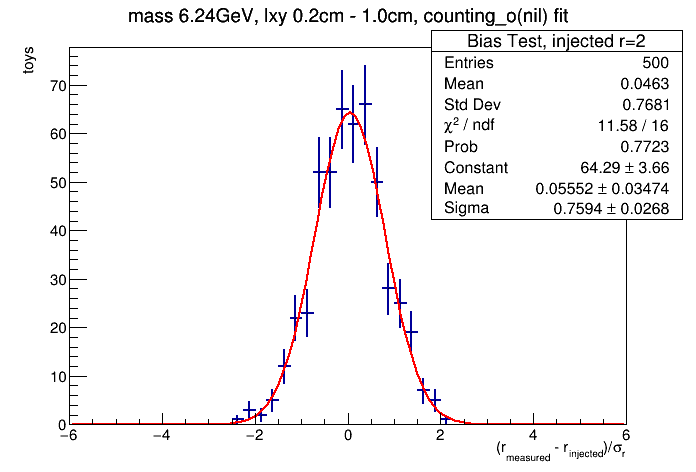 mass 6.24GeV, lxy 0.2cm - 1.0cm, counting_o(nil) fit
toys
Bias Test, injected r=2
Entries 500
Mean 0.0463
Std Dev 0.7681
χ² / ndf 11.58 / 16
Prob 0.7723
Constant 64.29 ± 3.66
Mean 0.05552 ± 0.03474
Sigma 0.7594 ± 0.0268
70
60
50
40
30
20
10
0
−6 −4 −2 0 2 4 6
(r_measured - r_injected)/σ_r